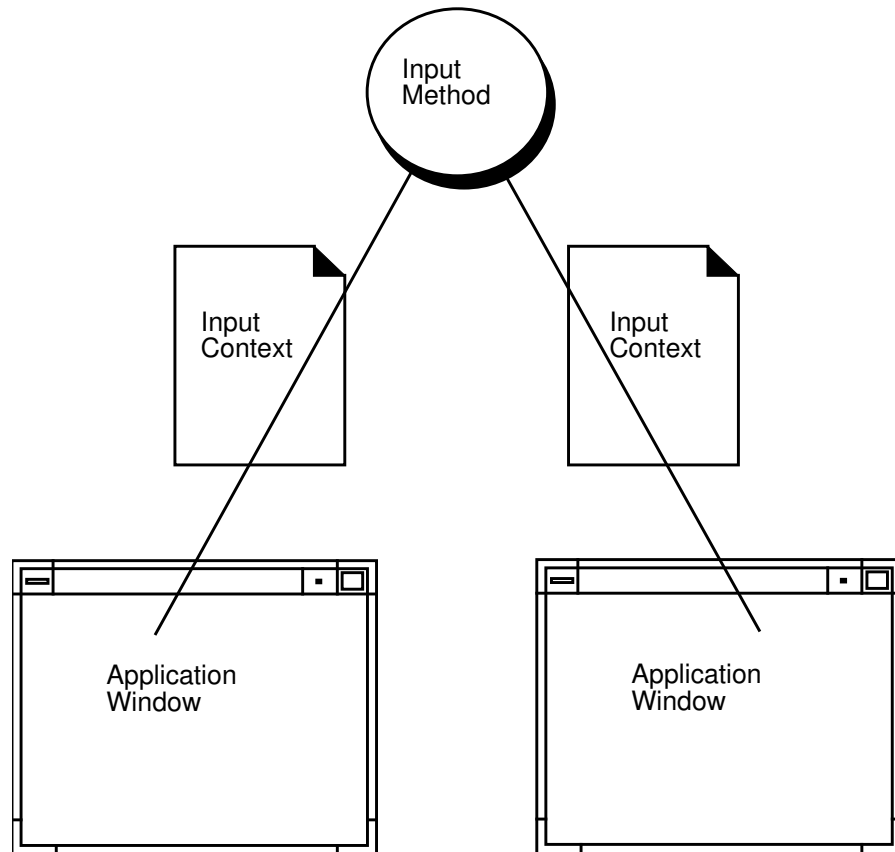 Input
Method
Input
Context
Input
Context
Application
Window
Application
Window